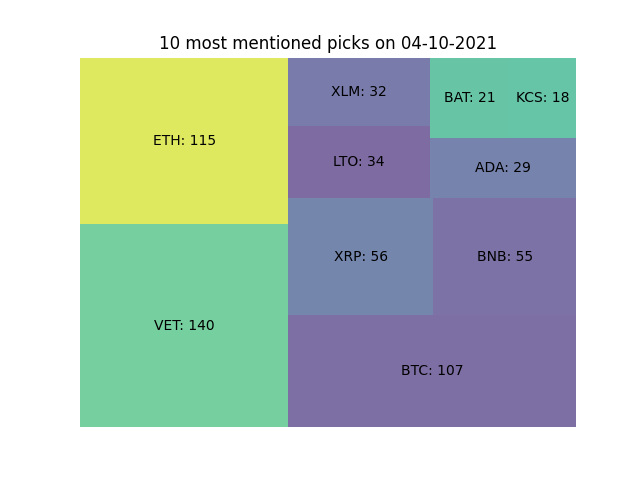 10 most mentioned picks on 04-10-2021
ETH: 115
XLM: 32
BAT: 21
KCS: 18
LTO: 34
ADA: 29
XRP: 56
BNB: 55
VET: 140
BTC: 107